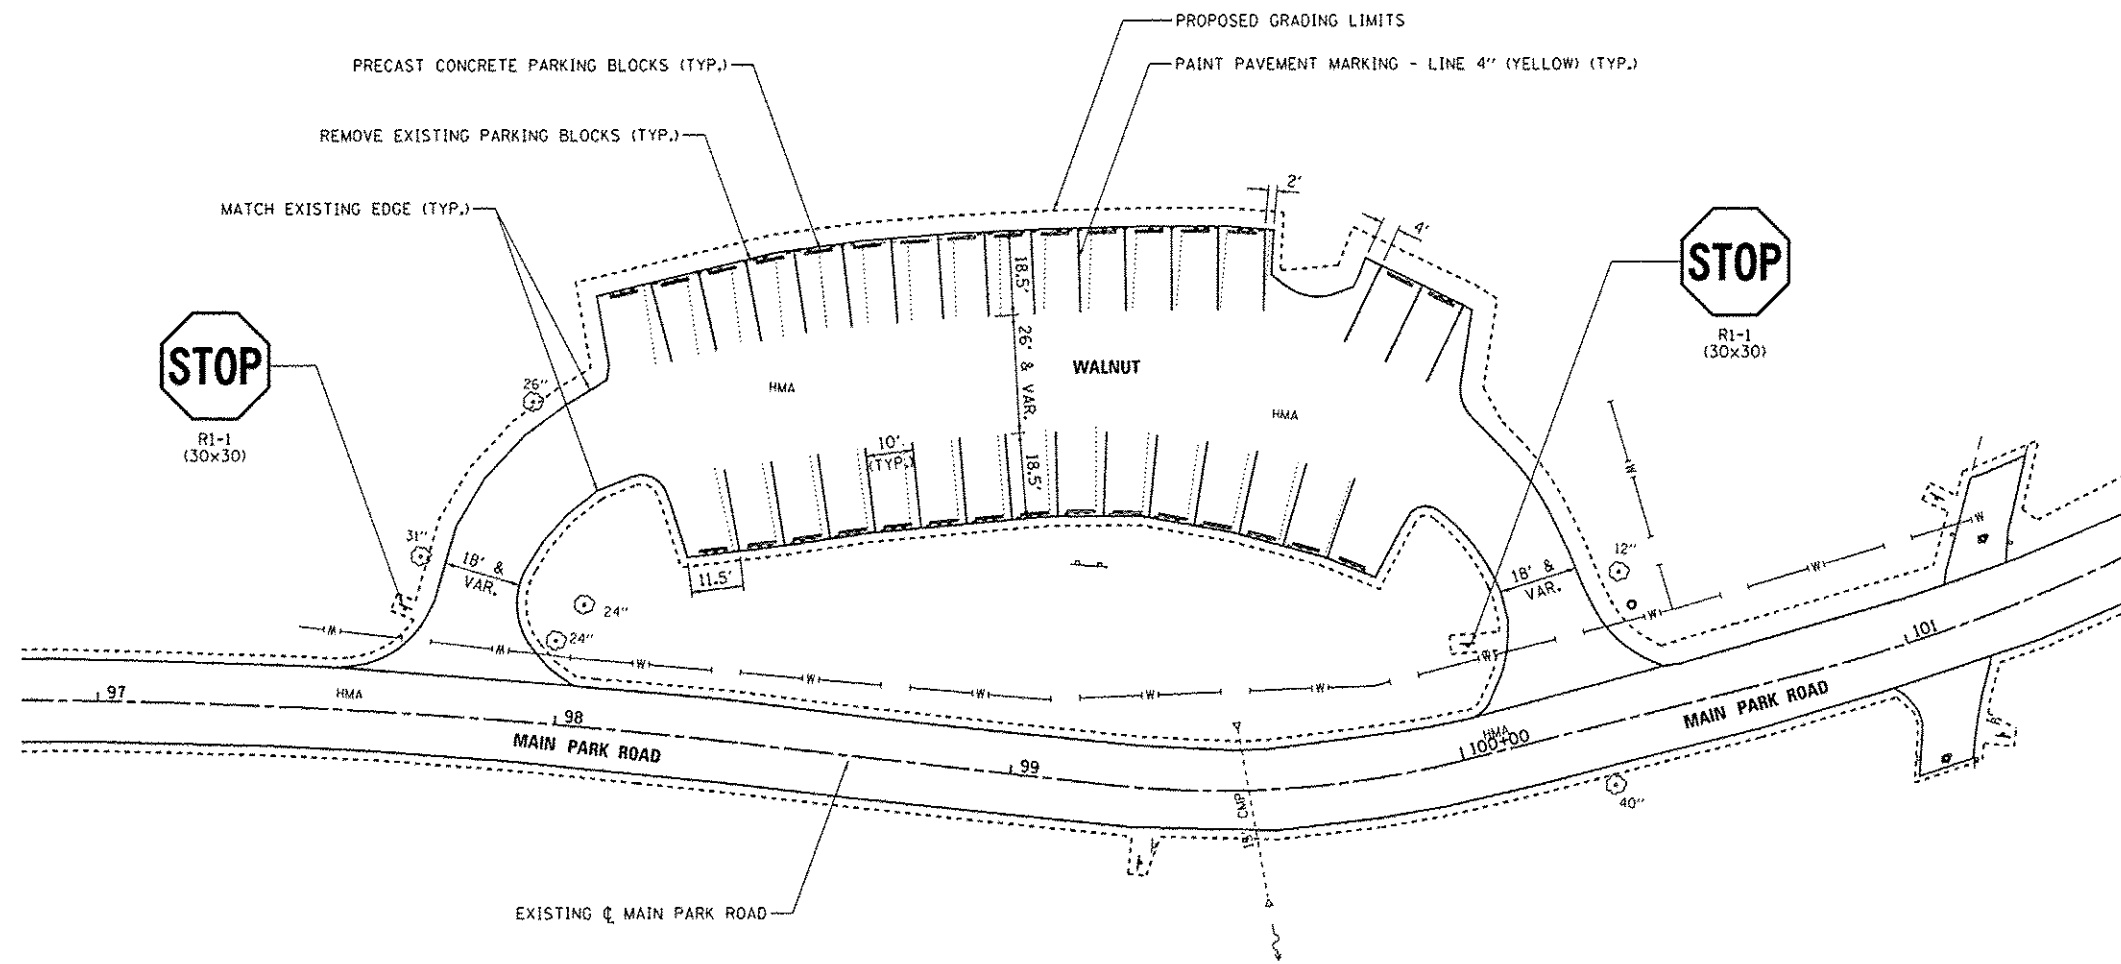 PROPOSED GRADING LIMITS
PRECAST CONCRETE PARKING BLOCKS (TYP.)
PAINT PAVEMENT MARKING - LINE 4" (YELLOW) (TYP.)
REMOVE EXISTING PARKING BLOCKS (TYP.)
MATCH EXISTING EDGE (TYP.)
2'
4'
STOP
R1-1
(30x30)
STOP
R1-1
(30x30)
18.5'
26' & VAR.
18.5'
WALNUT
HMA
HMA
26"
10'
(TYP.)
31"
18' &
VAR.
11.5'
24"
24"
18' &
VAR.
12"
W
W
W
W
W
W
W
W
W
W
W
W
W
97
HMA
98
MAIN PARK ROAD
99
HMA
100+00
MAIN PARK ROAD
101
15" CMP
40"
EXISTING ℄ MAIN PARK ROAD